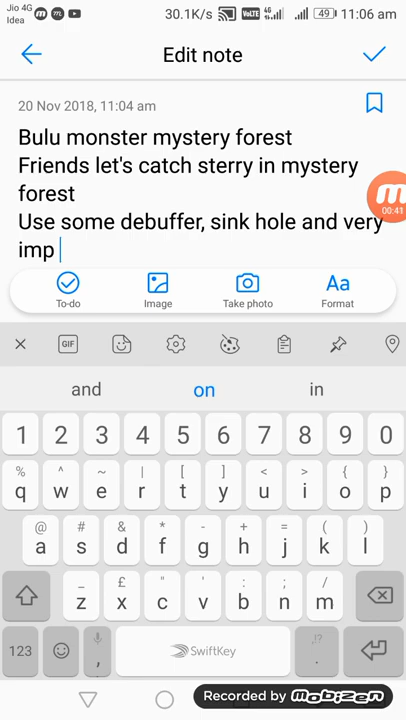 Jio 4G
Idea
30.1K/s VoLTE 4G 49 11:06 am
Edit note
20 Nov 2018, 11:04 am
Bulu monster mystery forest
Friends let's catch sterry in mystery
forest
Use some debuffer, sink hole and very
imp
00:41
To-do Image Take photo Format
Aa
GIF
and on in
1 2 3 4 5 6 7 8 9 0
% ^ ~ | [ ] < > { }
q w e r t y u i o p
@ # & * - + = ( )
a s d f g h j k l
_ £ " ' : ; /
z x c v b n m
123 , SwiftKey ,!? .
Recorded by mobizen